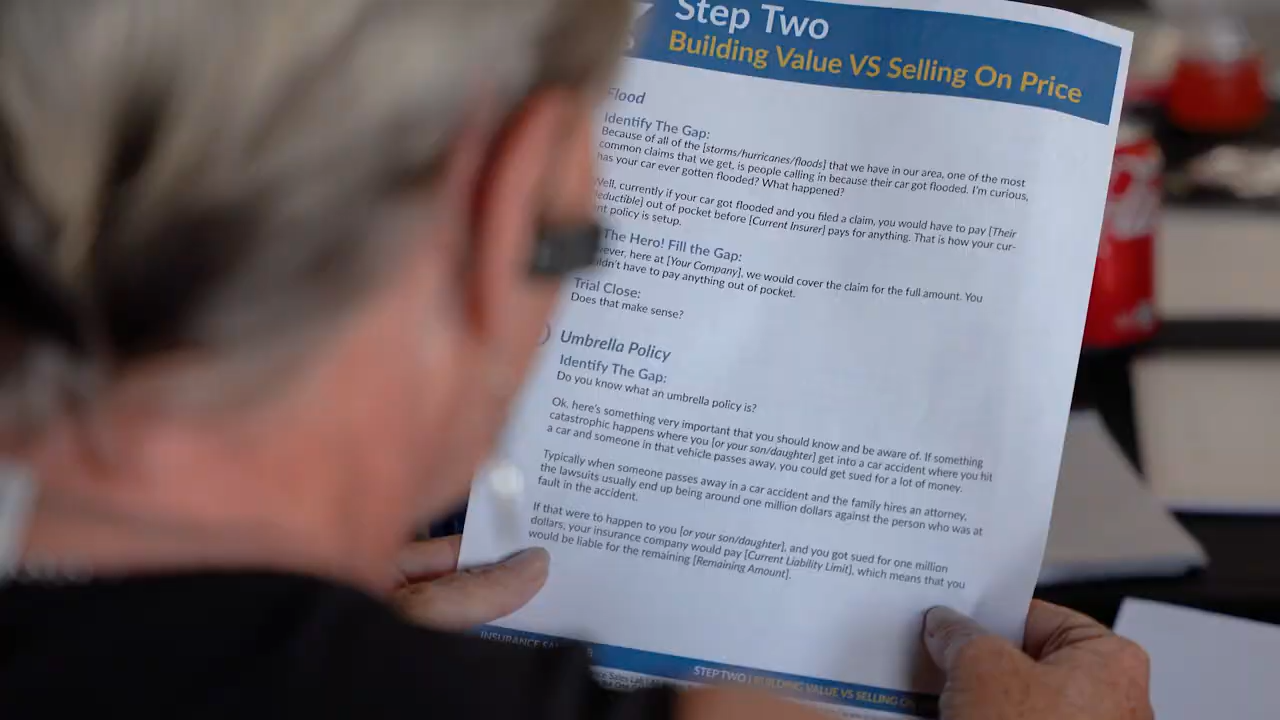 Step Two
Building Value VS Selling On Price
Flood
Identify The Gap:
Because of all of the [storms/hurricanes/floods] that we have in our area, one of the most
common claims that we get, is people calling in because their car got flooded. I'm curious,
has your car ever gotten flooded? What happened?
Well, currently if your car got flooded and you filed a claim, you would have to pay [Their
eductible] out of pocket before [Current Insurer] pays for anything. That is how your cur-
nt policy is setup.
The Hero! Fill the Gap:
ever, here at [Your Company], we would cover the claim for the full amount. You
uldn't have to pay anything out of pocket.
Trial Close:
Does that make sense?
Umbrella Policy
Identify The Gap:
Do you know what an umbrella policy is?
Ok, here's something very important that you should know and be aware of. If something
catastrophic happens where you [or your son/daughter] get into a car accident where you hit
a car and someone in that vehicle passes away, you could get sued for a lot of money.
Typically when someone passes away in a car accident and the family hires an attorney,
the lawsuits usually end up being around one million dollars against the person who was at
fault in the accident.
If that were to happen to you [or your son/daughter], and you got sued for one million
dollars, your insurance company would pay [Current Liability Limit], which means that you
would be liable for the remaining [Remaining Amount].
INSURANCE
STEP TWO | BUILDING VALUE VS SELLING ON
Sales Lab